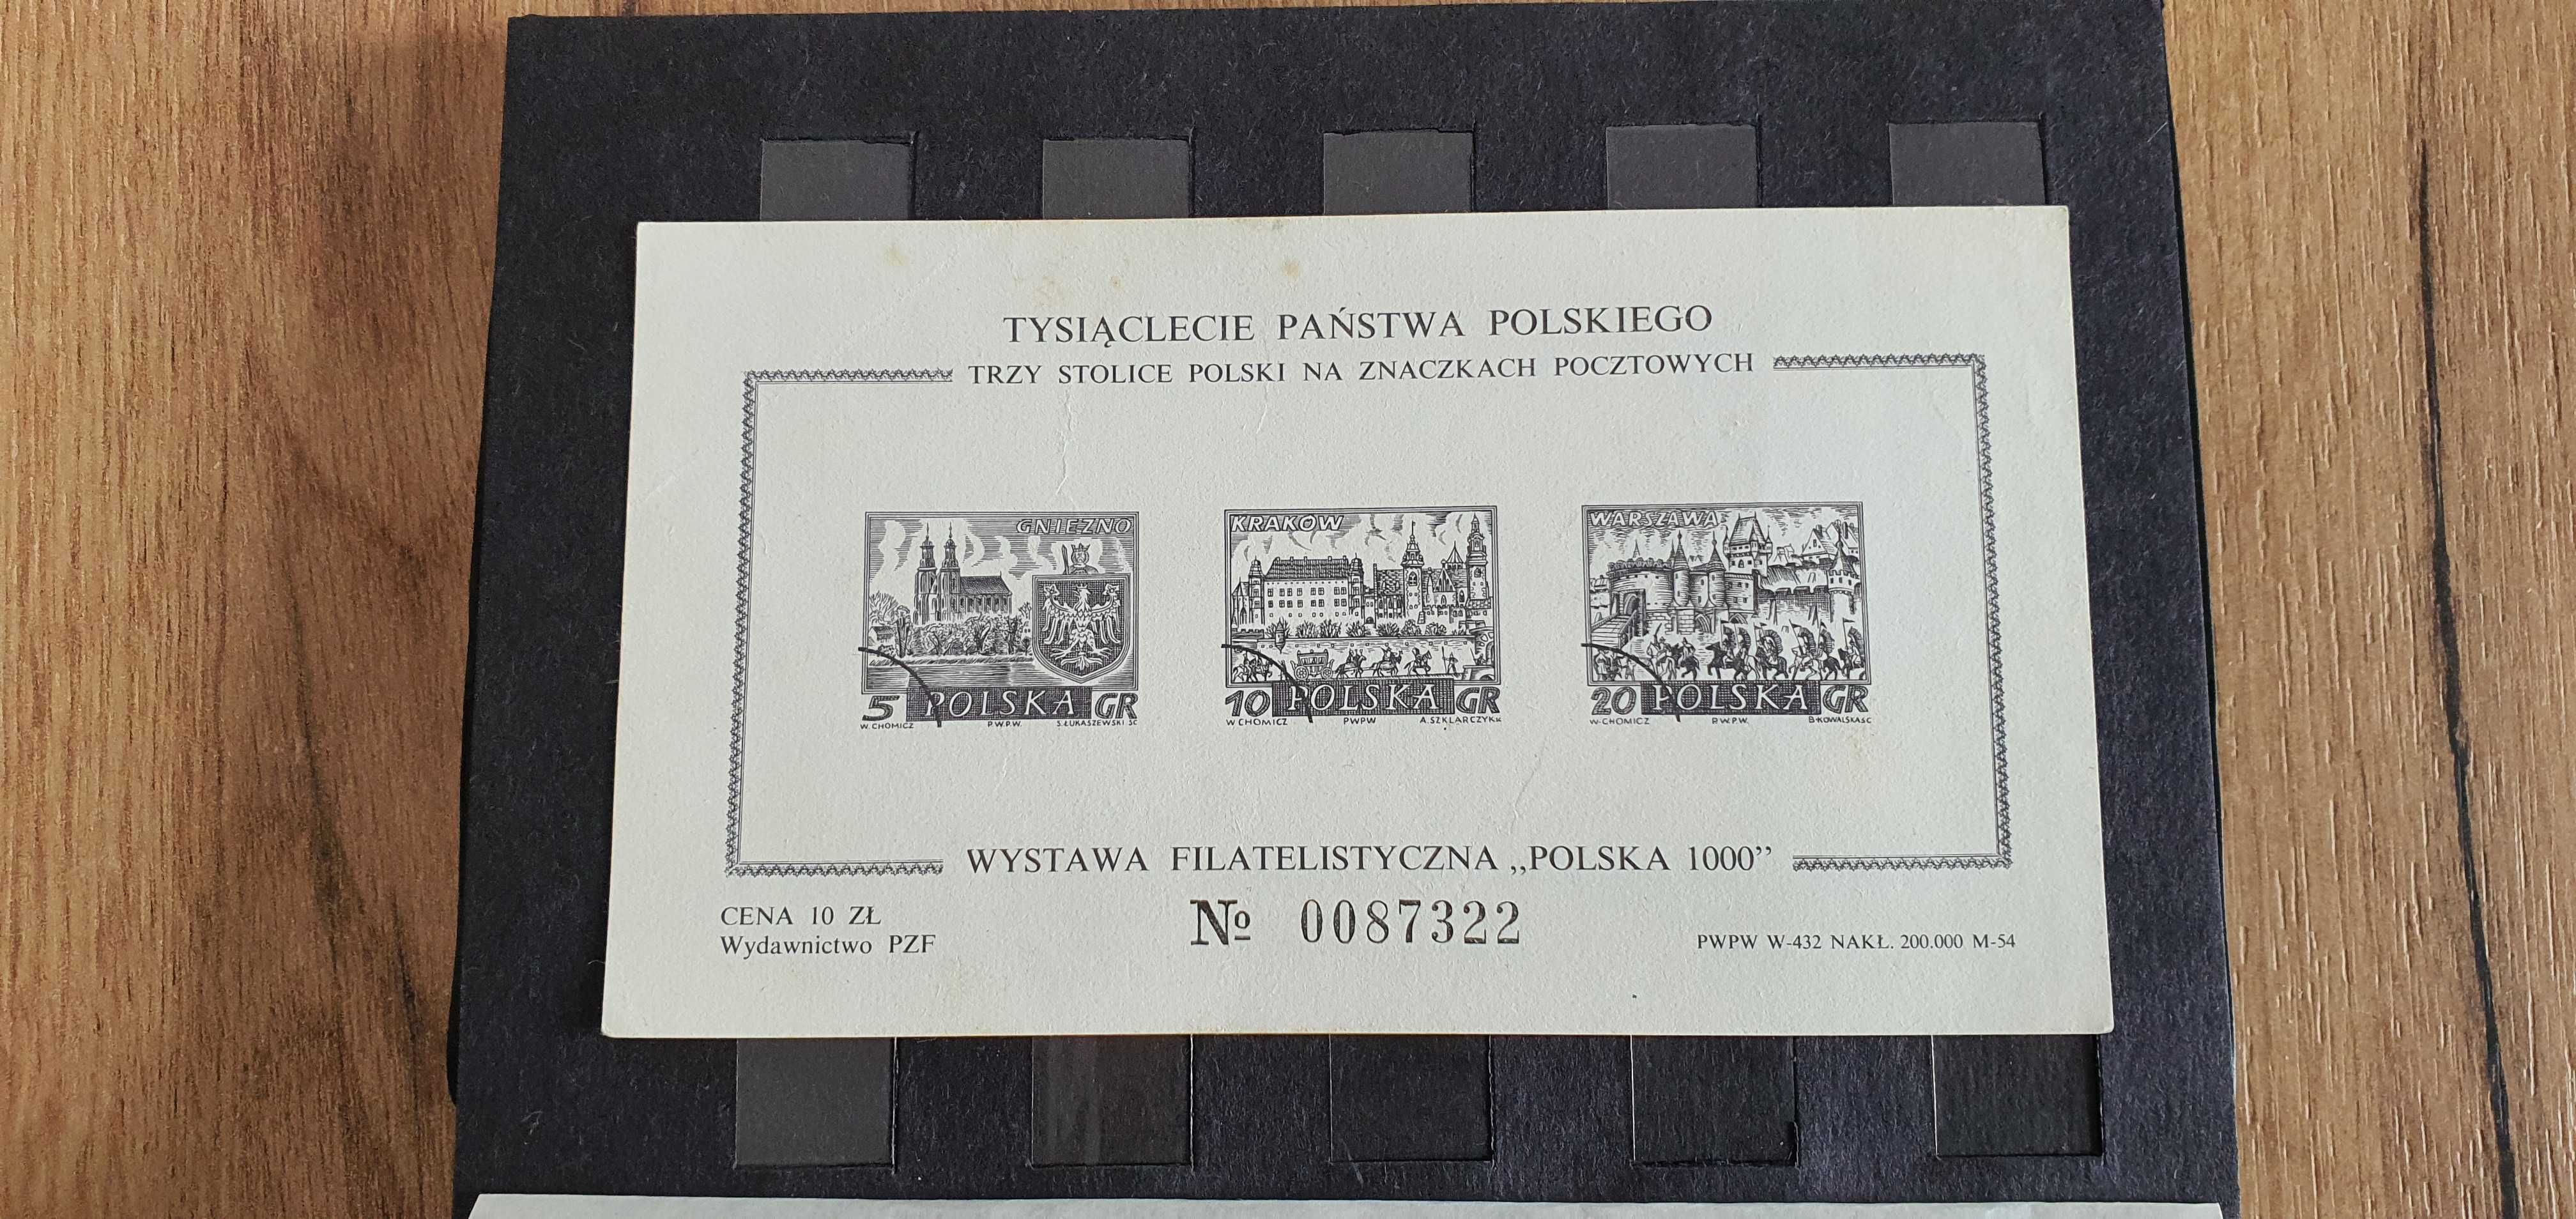 TYSIĄCLECIE PAŃSTWA POLSKIEGO
TRZY STOLICE POLSKI NA ZNACZKACH POCZTOWYCH
GNIEZNO
5 POLSKA GR
W. CHOMICZ P.W.P.W. S.ŁUKASZEWSKI.SC
KRAKÓW
10 POLSKA GR
W CHOMICZ PWPW A.SZKLARCZYK
WARSZAWA
20 POLSKA GR
W-CHOMICZ P.W.P.W. B•KOWALSKA SC
WYSTAWA FILATELISTYCZNA „POLSKA 1000”
CENA 10 ZŁ
Wydawnictwo PZF
№ 0087322
PWPW W-432 NAKŁ. 200.000 M-54